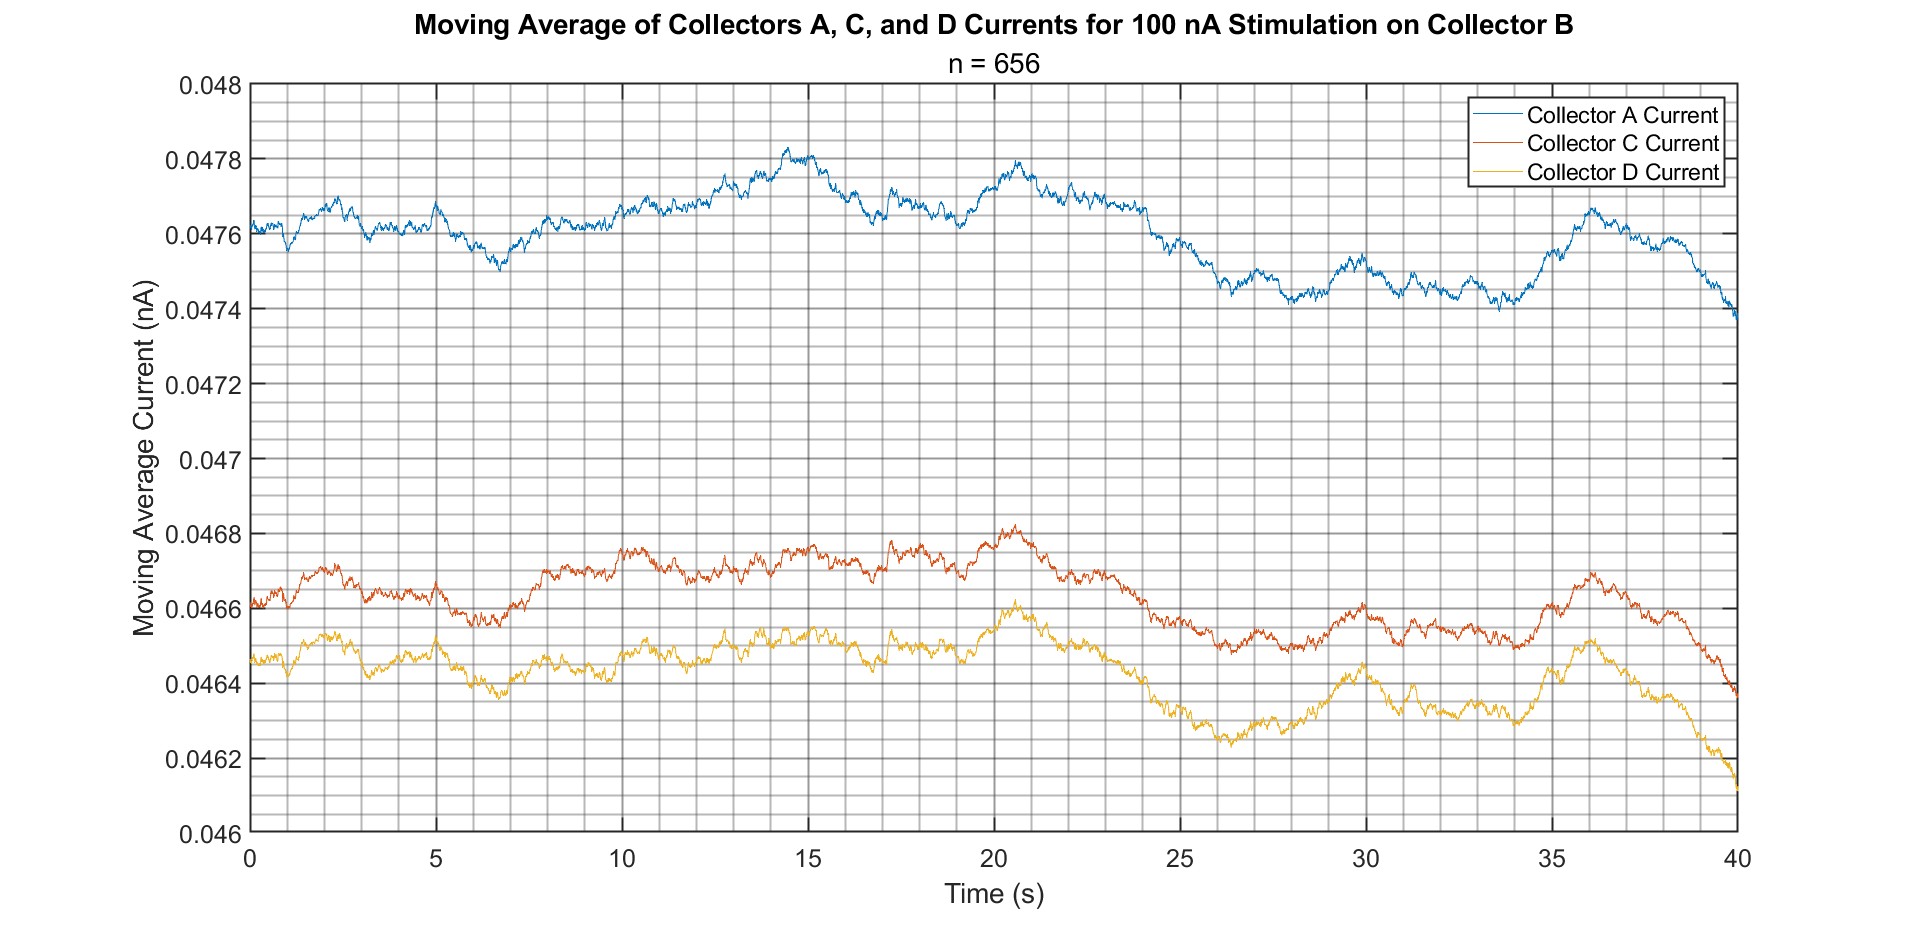 Moving Average of Collectors A, C, and D Currents for 100 nA Stimulation on Collector B
n = 656
Collector A Current
Collector C Current
Collector D Current
Moving Average Current (nA)
0.048
0.0478
0.0476
0.0474
0.0472
0.047
0.0468
0.0466
0.0464
0.0462
0.046
0 5 10 15 20 25 30 35 40
Time (s)